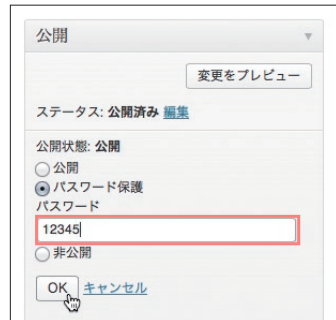 公開
変更をプレビュー
ステータス: 公開済み 編集
公開状態: 公開
公開
パスワード保護
パスワード
12345
非公開
OK キャンセル